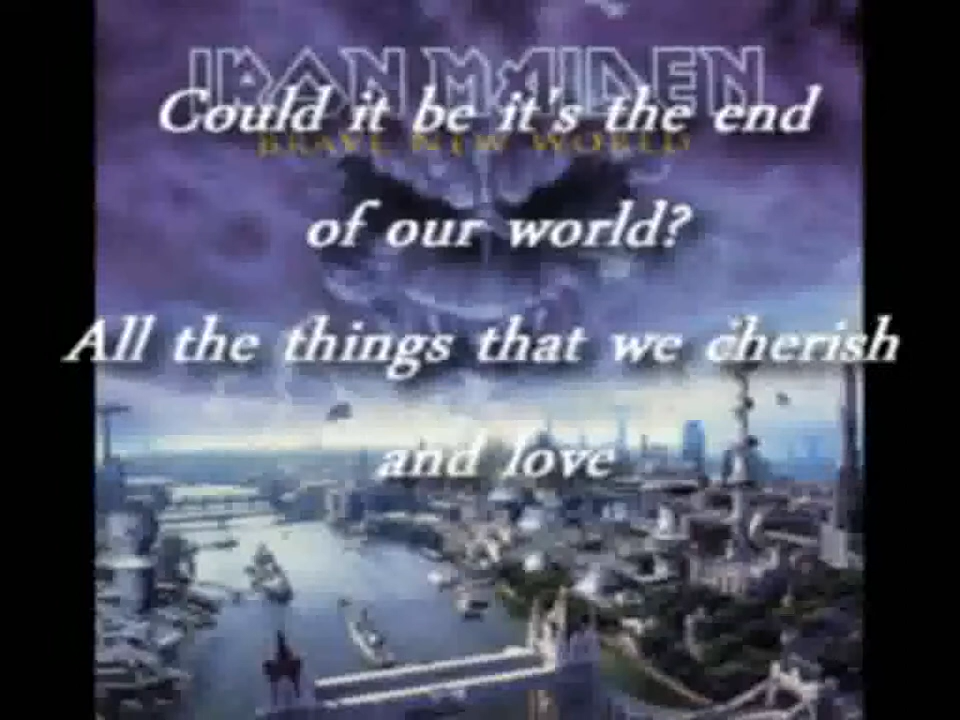 IRON MAIDEN
Could it be it's the end
BRAVE NEW WORLD
of our world?
All the things that we cherish
and love